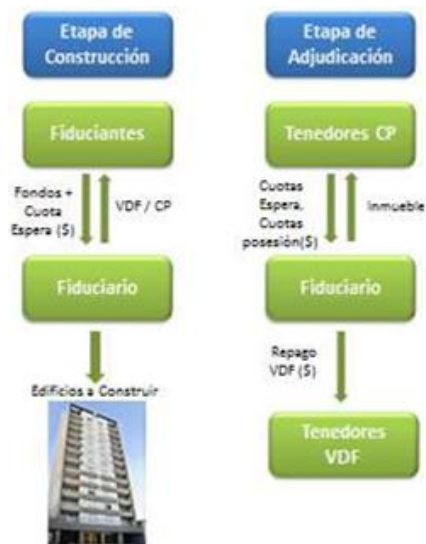 Etapa de
Construcción
Fiduciantes
Fondos +
Cuota
Espera ($)
VDF / CP
Fiduciario
Edificios a Construir
Etapa de
Adjudicación
Tenedores CP
Cuotas
Espera,
Cuotas
posesión($)
Inmueble
Fiduciario
Repago
VDF ($)
Tenedores
VDF